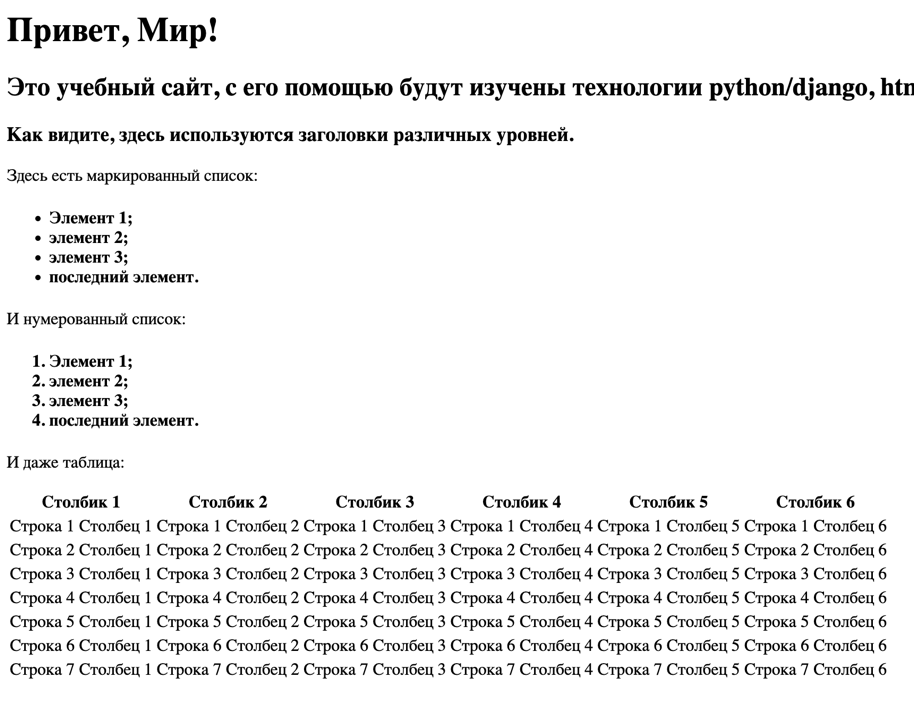 Привет, Мир!
Это учебный сайт, с его помощью будут изучены технологии python/django,
Как видите, здесь используются заголовки различных уровней.
Здесь есть маркированный список:
• Элемент 1;
• элемент 2;
• элемент 3;
• последний элемент.
И нумерованный список:
1. Элемент 1;
2. элемент 2;
3. элемент 3;
4. последний элемент.
И даже таблица:
Столбик 1 Столбик 2 Столбик 3 Столбик 4 Столбик 5 Столбик 6
Строка 1 Столбец 1 Строка 1 Столбец 2 Строка 1 Столбец 3 Строка 1 Столбец 4 Строка 1 Столбец 5 Строка 1 Столбец 6
Строка 2 Столбец 1 Строка 2 Столбец 2 Строка 2 Столбец 3 Строка 2 Столбец 4 Строка 2 Столбец 5 Строка 2 Столбец 6
Строка 3 Столбец 1 Строка 3 Столбец 2 Строка 3 Столбец 3 Строка 3 Столбец 4 Строка 3 Столбец 5 Строка 3 Столбец 6
Строка 4 Столбец 1 Строка 4 Столбец 2 Строка 4 Столбец 3 Строка 4 Столбец 4 Строка 4 Столбец 5 Строка 4 Столбец 6
Строка 5 Столбец 1 Строка 5 Столбец 2 Строка 5 Столбец 3 Строка 5 Столбец 4 Строка 5 Столбец 5 Строка 5 Столбец 6
Строка 6 Столбец 1 Строка 6 Столбец 2 Строка 6 Столбец 3 Строка 6 Столбец 4 Строка 6 Столбец 5 Строка 6 Столбец 6
Строка 7 Столбец 1 Строка 7 Столбец 2 Строка 7 Столбец 3 Строка 7 Столбец 4 Строка 7 Столбец 5 Строка 7 Столбец 6